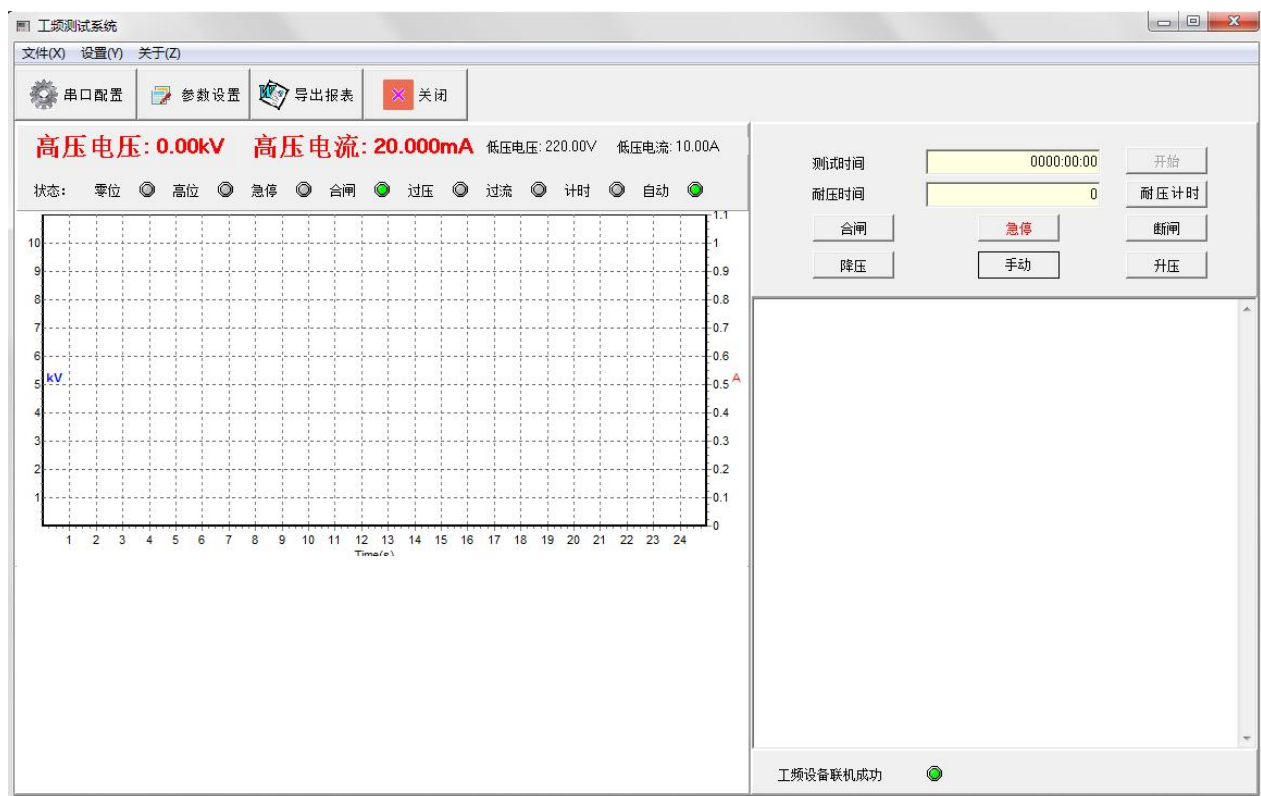 工频测试系统
文件(X) 设置(Y) 关于(Z)
串口配置 参数设置 导出报表 关闭
高压电压: 0.00kV 高压电流: 20.000mA 低压电压: 220.00V 低压电流: 10.00A
状态: 零位 高位 急停 合闸 过压 过流 计时 自动
测试时间 0000:00:00 开始
耐压时间 0 耐压计时
合闸 急停 断闸
降压 手动 升压
1.1
10 1
9 0.9
8 0.8
7 0.7
6 0.6
kV A
5 0.5
4 0.4
3 0.3
2 0.2
1 0.1
0
1 2 3 4 5 6 7 8 9 10 11 12 13 14 15 16 17 18 19 20 21 22 23 24
Time(s)
工频设备联机成功